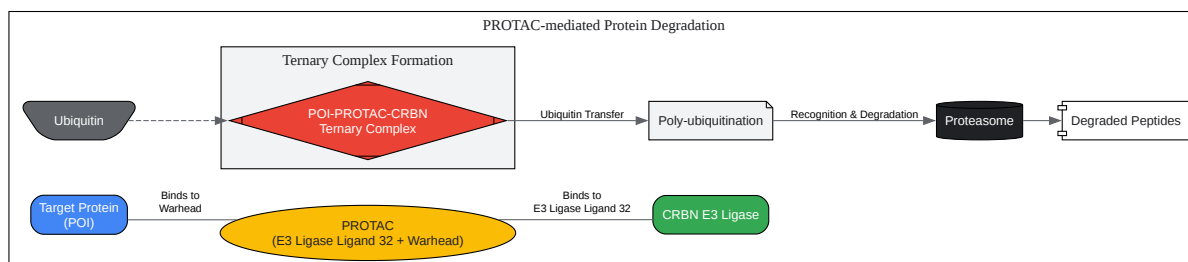 PROTAC-mediated Protein Degradation
Ternary Complex Formation
Ubiquitin
POI-PROTAC-CRBN
Ternary Complex
Ubiquitin Transfer
Poly-ubiquitination
Recognition & Degradation
Proteasome
Degraded Peptides
Target Protein
(POI)
Binds to
Warhead
PROTAC
(E3 Ligase Ligand 32 + Warhead)
Binds to
E3 Ligase Ligand 32
CRBN E3 Ligase